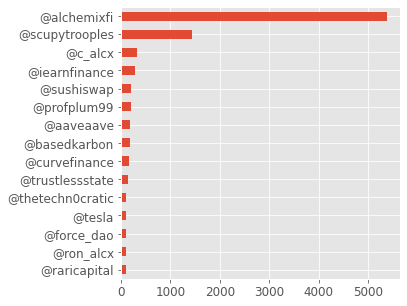 @alchemixfi
@scupytrooples
@c_alcx
@iearnfinance
@sushiswap
@profplum99
@aaveaave
@basedkarbon
@curvefinance
@trustlessstate
@thetechn0cratic
@tesla
@force_dao
@ron_alcx
@raricapital
0 1000 2000 3000 4000 5000